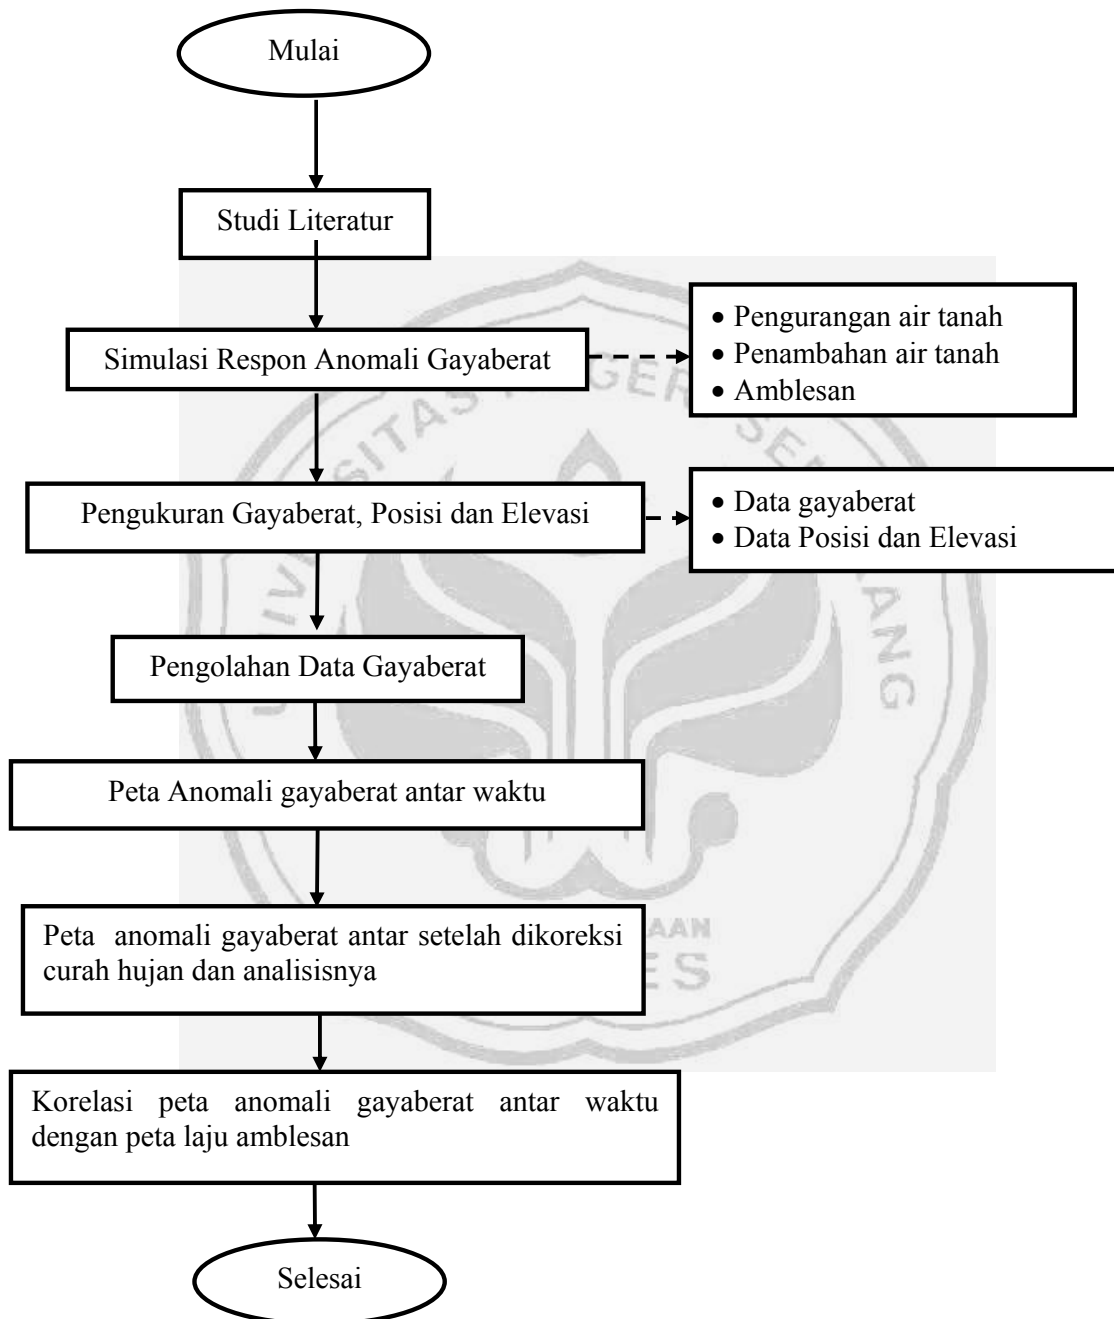 Mulai
Studi Literatur
Simulasi Respon Anomali Gayaberat
• Pengurangan air tanah
• Penambahan air tanah
• Amblesan
Pengukuran Gayaberat, Posisi dan Elevasi
• Data gayaberat
• Data Posisi dan Elevasi
Pengolahan Data Gayaberat
Peta Anomali gayaberat antar waktu
Peta anomali gayaberat antar setelah dikoreksi
curah hujan dan analisisnya
Korelasi peta anomali gayaberat antar waktu
dengan peta laju amblesan
Selesai